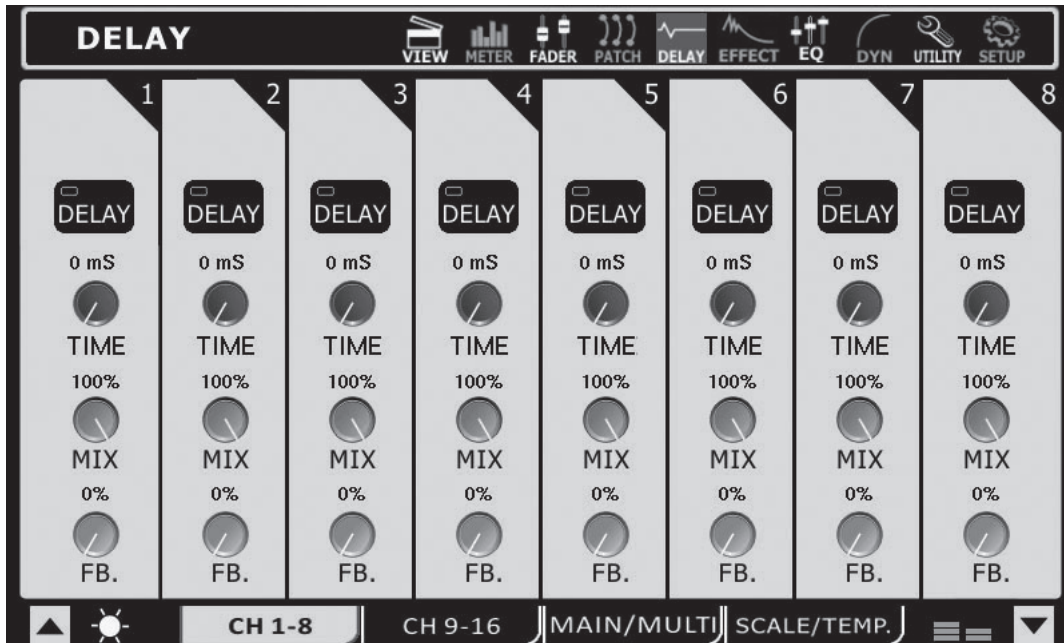 DELAY
VIEW METER FADER PATCH DELAY EFFECT EQ DYN UTILITY SETUP
1 2 3 4 5 6 7 8
DELAY DELAY DELAY DELAY DELAY DELAY DELAY DELAY
0 mS 0 mS 0 mS 0 mS 0 mS 0 mS 0 mS 0 mS
TIME TIME TIME TIME TIME TIME TIME TIME
100% 100% 100% 100% 100% 100% 100% 100%
MIX MIX MIX MIX MIX MIX MIX MIX
0% 0% 0% 0% 0% 0% 0% 0%
FB. FB. FB. FB. FB. FB. FB. FB.
CH 1-8 CH 9-16 MAIN/MULTI SCALE/TEMP.